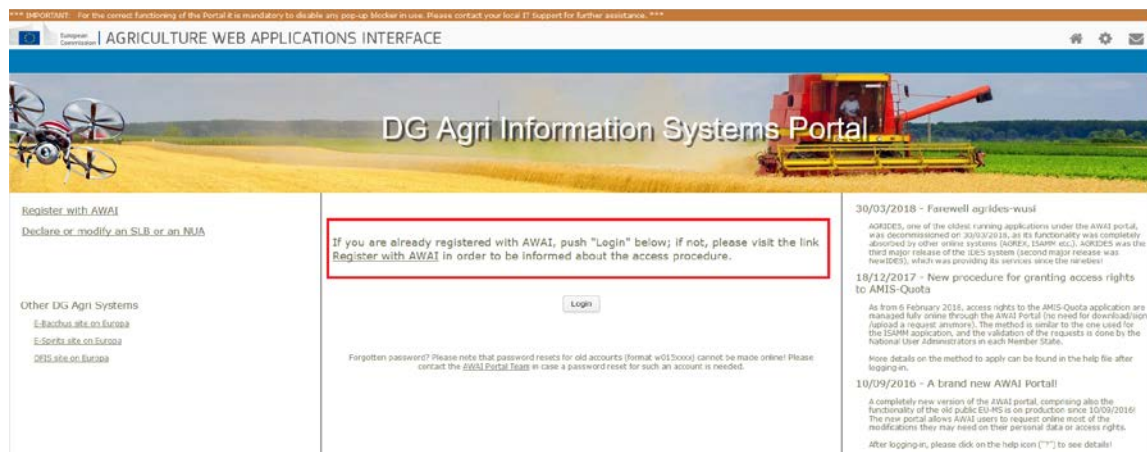 *** IMPORTANT: For the correct functioning of the Portal it is mandatory to disable any pop-up blocker in use. Please contact your local IT Support for further assistance. ***
European
Commission
AGRICULTURE WEB APPLICATIONS INTERFACE
DG Agri Information Systems Portal
Register with AWAI
Declare or modify an SLB or an NUA
Other DG Agri Systems
E-Bacchus site on Europa
E-Spirits site on Europa
OFIS site on Europa
If you are already registered with AWAI, push "Login" below; if not, please visit the link
Register with AWAI in order to be informed about the access procedure.
Login
Forgotten password? Please note that password resets for old accounts (format w015xxxx) cannot be made online! Please
contact the AWAI Portal Team in case a password reset for such an account is needed.
30/03/2018 - Farewell agrides-wusi
AGRIDES, one of the oldest running applications under the AWAI portal,
was decommissioned on 30/03/2018, as its functionality was completely
absorbed by other online systems (AGREX, ISAMM etc.). AGRIDES was the
third major release of the IDES system (second major release was
NewIDES), which was providing its services since the nineties!
18/12/2017 - New procedure for granting access rights
to AMIS-Quota
As from 6 February 2016, access rights to the AMIS-Quota application are
managed fully online through the AWAI Portal (no need for download/sign
/upload a request anymore). The method is similar to the one used for
the ISAMM application, and the validation of the requests is done by the
National User Administrators in each Member State.
More details on the method to apply can be found in the help file after
logging-in.
10/09/2016 - A brand new AWAI Portal!
A completely new version of the AWAI portal, comprising also the
functionality of the old public EU-MS is on production since 10/09/2016!
The new portal allows AWAI users to request online most of the
modifications they may need on their personal data or access rights.
After logging-in, please click on the help icon ("?") to see details!